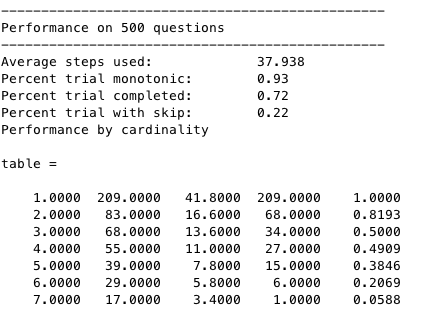 ------------------------------------------------
Performance on 500 questions
------------------------------------------------
Average steps used: 37.938
Percent trial monotonic: 0.93
Percent trial completed: 0.72
Percent trial with skip: 0.22
Performance by cardinality
table =
1.0000 209.0000 41.8000 209.0000 1.0000
2.0000 83.0000 16.6000 68.0000 0.8193
3.0000 68.0000 13.6000 34.0000 0.5000
4.0000 55.0000 11.0000 27.0000 0.4909
5.0000 39.0000 7.8000 15.0000 0.3846
6.0000 29.0000 5.8000 6.0000 0.2069
7.0000 17.0000 3.4000 1.0000 0.0588